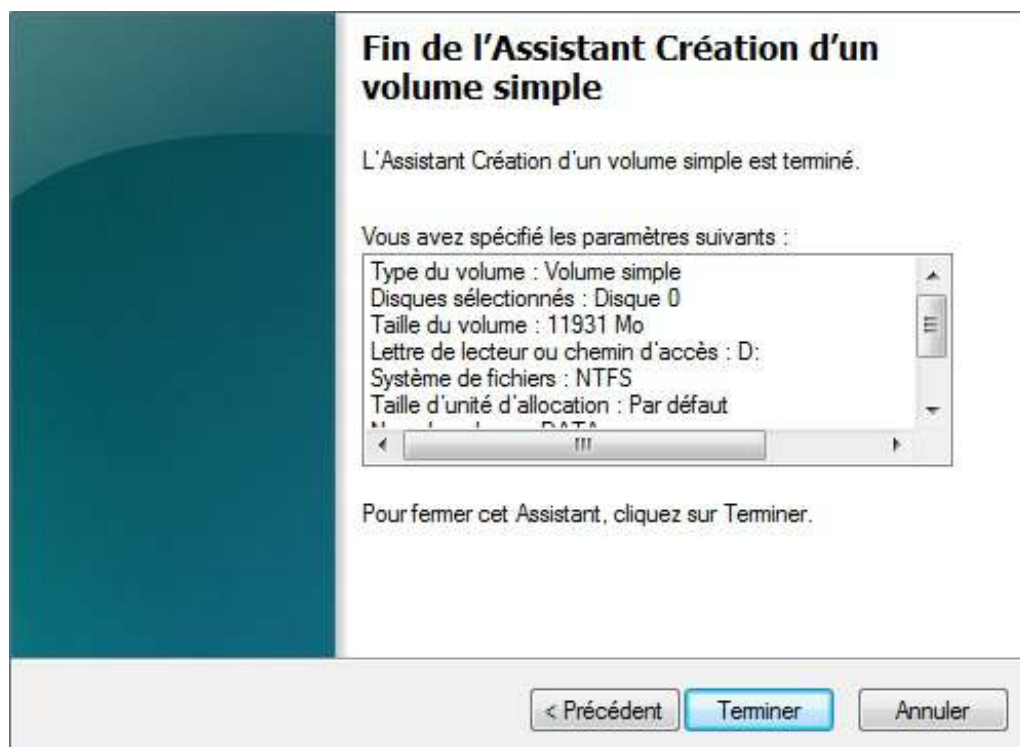 Fin de l'Assistant Création d'un
volume simple
L'Assistant Création d'un volume simple est terminé.
Vous avez spécifié les paramètres suivants :
Type du volume : Volume simple
Disques sélectionnés : Disque 0
Taille du volume : 11931 Mo
Lettre de lecteur ou chemin d'accès : D:
Système de fichiers : NTFS
Taille d'unité d'allocation : Par défaut
DATA
Pour fermer cet Assistant, cliquez sur Terminer.
< Précédent Terminer Annuler